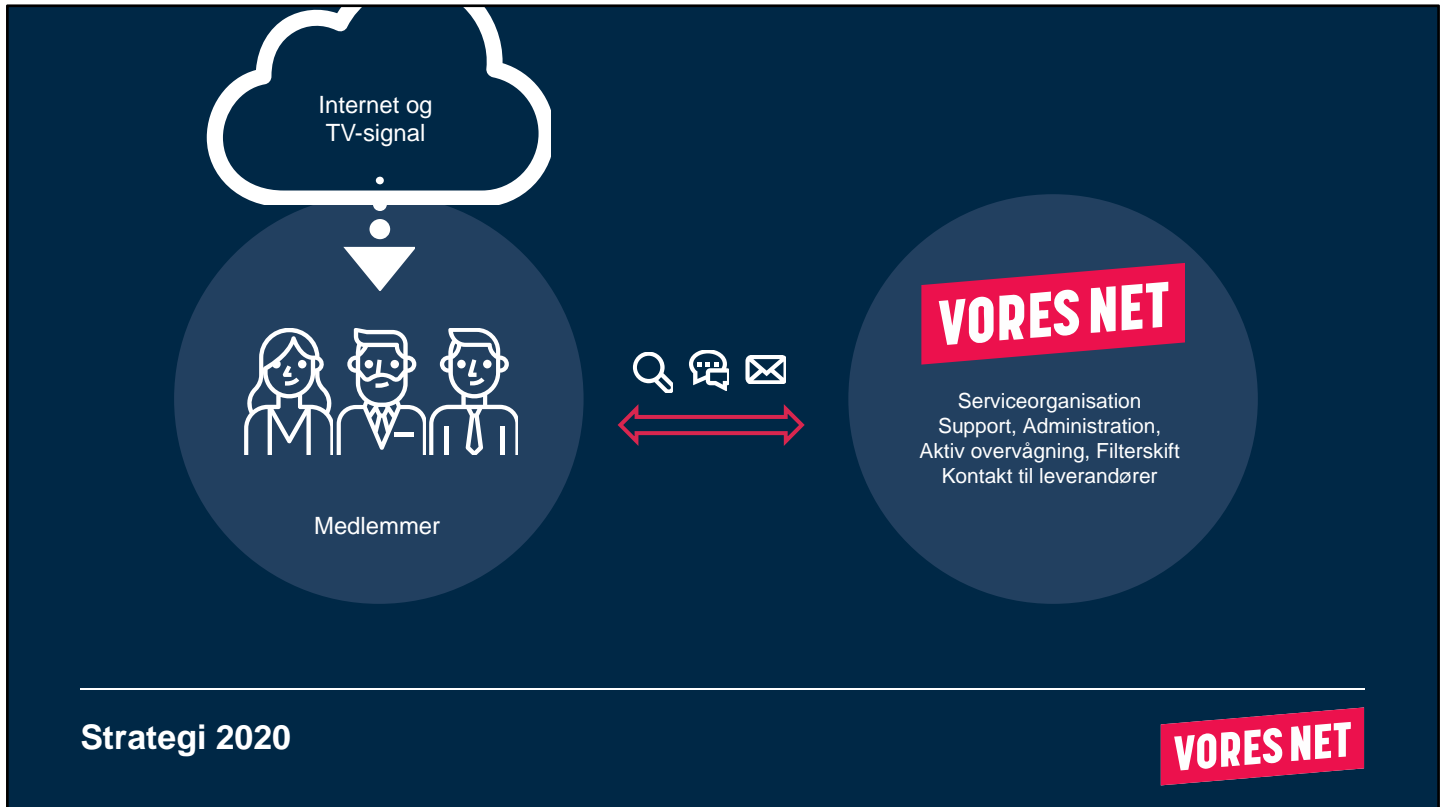 Internet og
TV-signal
VORES NET
Serviceorganisation
Support, Administration,
Aktiv overvågning, Filterskift
Kontakt til leverandører
Medlemmer
Strategi 2020
VORES NET